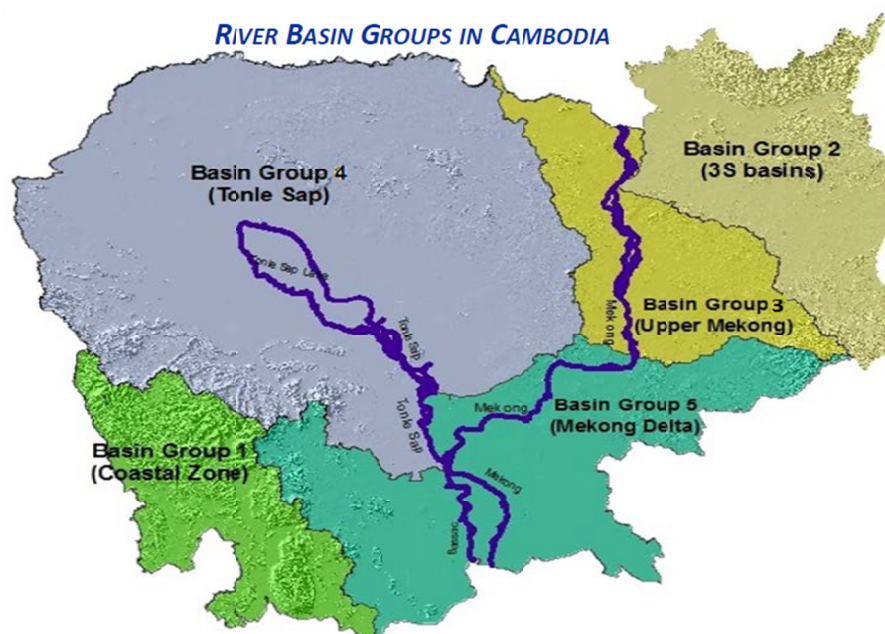 RIVER BASIN GROUPS IN CAMBODIA
Basin Group 2
(3S basins)
Basin Group 4
(Tonle Sap)
Tonle Sap Lake
Mekong
Basin Group 3
(Upper Mekong)
Tonle Sap
Tonle Sap
Mekong
Basin Group 5
(Mekong Delta)
Basin Group 1
(Coastal Zone)
Mekong
Bassac